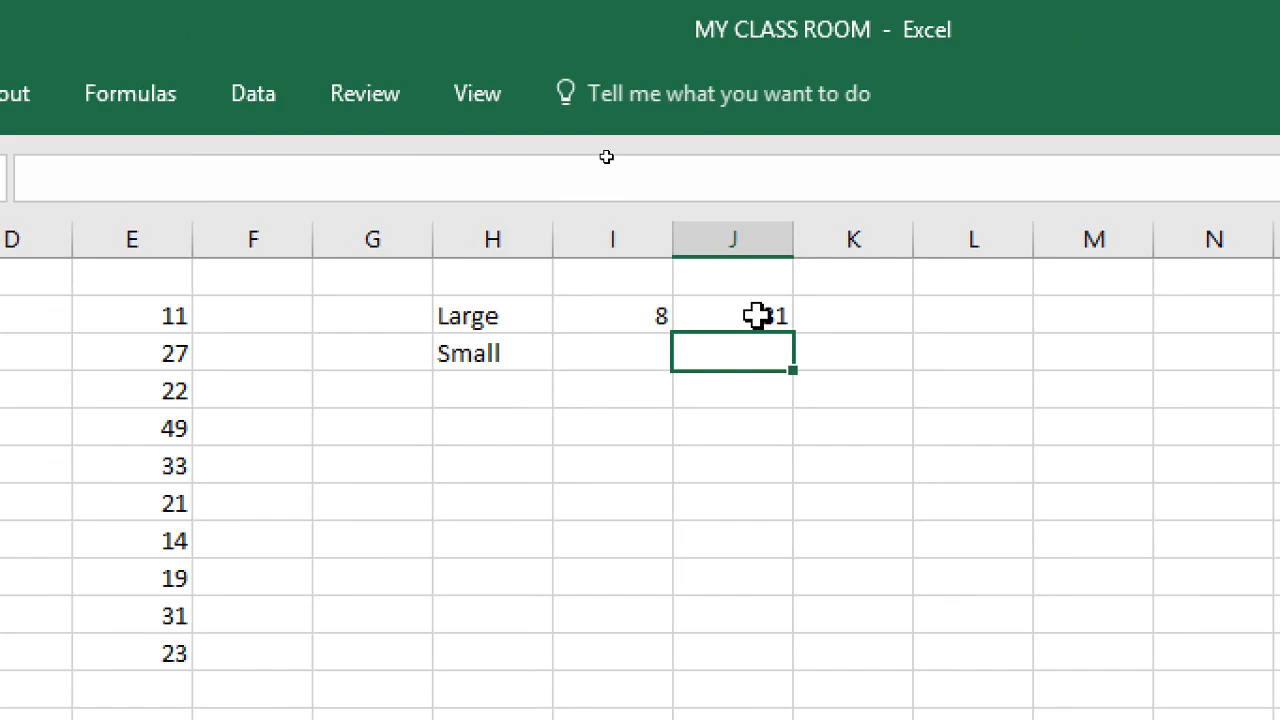 MY CLASS ROOM - Excel
out Formulas Data Review View Tell me what you want to do
D E F G H I J K L M N
11 Large 8
27 Small
22
49
33
21
14
19
31
23